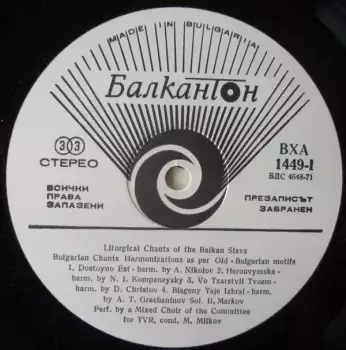 MADE IN BULGARIA
Балкантон
33
СТЕРЕО
ВСИЧКИ
ПРАВА
ЗАПАЗЕНИ
ВХА
1449-I
БДС 4648-71
ПРЕЗАПИСЪТ
ЗАБРАНЕН
Liturgical Chants of the Balkan Slavs
Bulgarian Chants Harmonizations as per Old - Bulgarian motifs
1. Dostoyno Est - harm. by A. Nikolov 2. Herouvymska -
harm. by N. I. Kompaneysky 3. Vo Tzarstvii Tvoem -
harm. by D. Christov 4. Blageny Yaje Izbral - harm.
by A. T. Grechaninov Sol. II. Markov
Perf. by a Mixed Choir of the Committee
for TVR, cond. M. Milkov